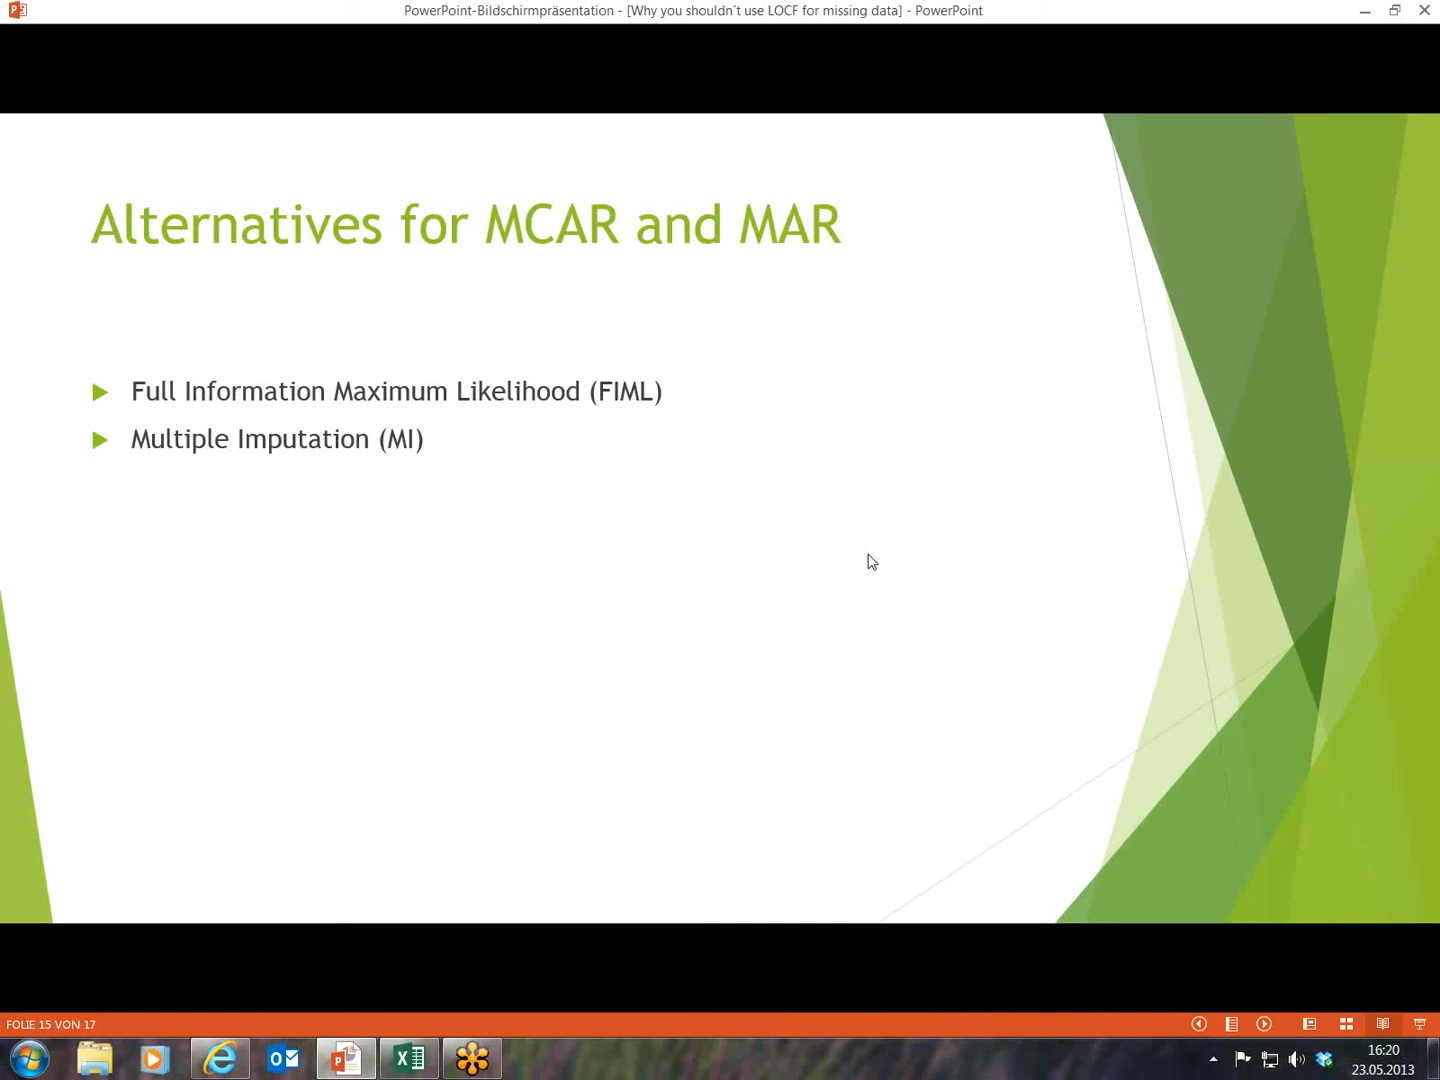 PowerPoint-Bildschirmpräsentation - [Why you shouldn´t use LOCF for missing data] - PowerPoint
Alternatives for MCAR and MAR
Full Information Maximum Likelihood (FIML)
Multiple Imputation (MI)
FOLIE 15 VON 17
16:20
23.05.2013